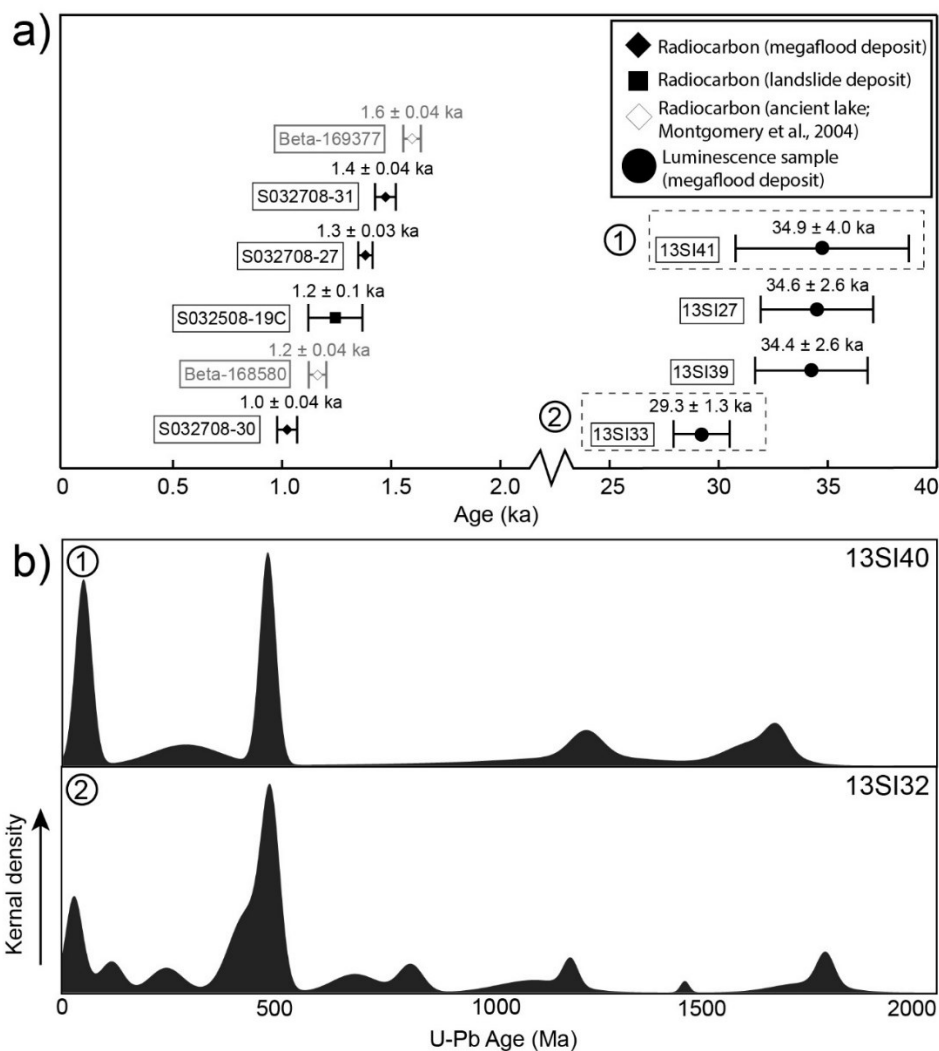 a)
Radiocarbon (megaflood deposit)
Radiocarbon (landslide deposit)
Radiocarbon (ancient lake;
Montgomery et al., 2004)
Luminescence sample
(megaflood deposit)
1.6 ± 0.04 ka
Beta-169377
1.4 ± 0.04 ka
S032708-31
1.3 ± 0.03 ka
S032708-27
1.2 ± 0.1 ka
S032508-19C
1.2 ± 0.04 ka
Beta-168580
1.0 ± 0.04 ka
S032708-30
1
34.9 ± 4.0 ka
13SI41
34.6 ± 2.6 ka
13SI27
34.4 ± 2.6 ka
13SI39
2
29.3 ± 1.3 ka
13SI33
0 0.5 1.0 1.5 2.0 25 30 35 40
Age (ka)
b)
1
13SI40
2
13SI32
Kernal density
0 500 1000 1500 2000
U-Pb Age (Ma)